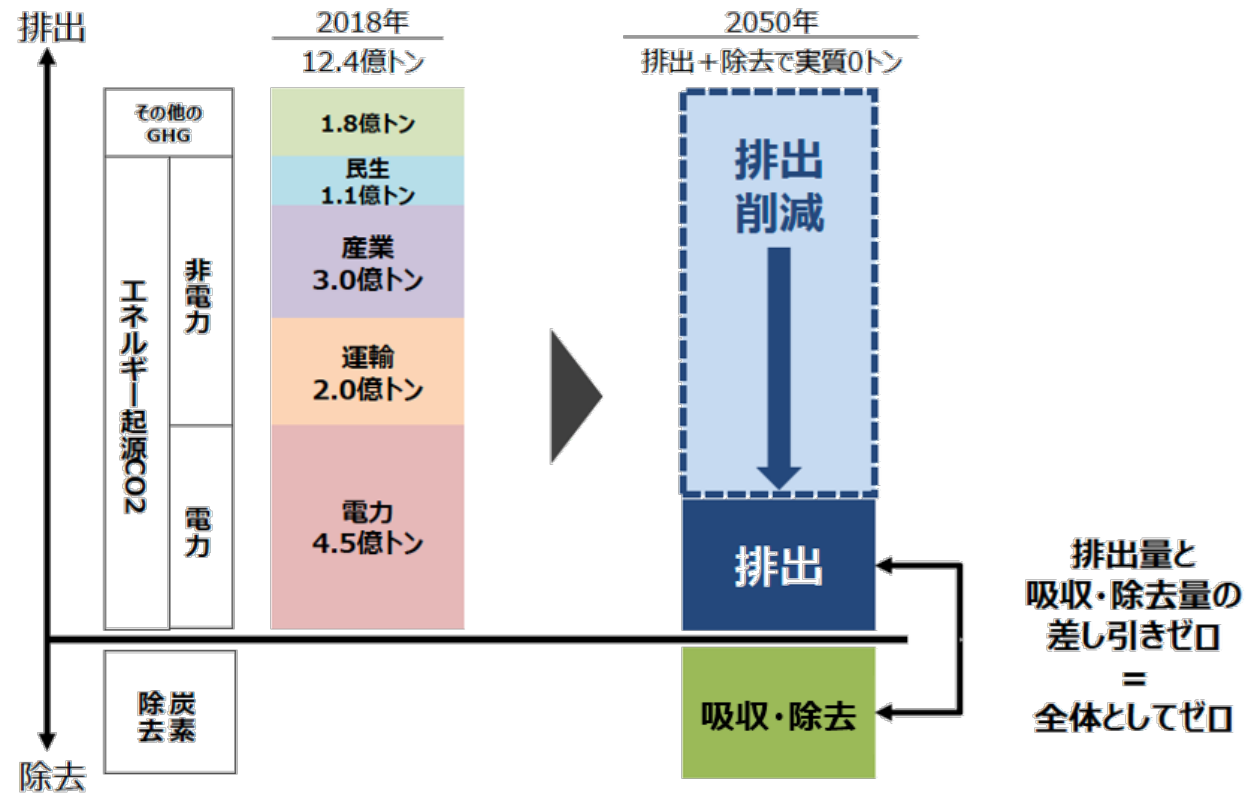 排出
2018年
12.4億トン
2050年
排出＋除去で実質0トン
その他の
GHG
エネルギー起源CO2
非電力
電力
1.8億トン
民生
1.1億トン
産業
3.0億トン
運輸
2.0億トン
電力
4.5億トン
排出
削減
排出
吸収・除去
排出量と
吸収・除去量の
差し引きゼロ
＝
全体としてゼロ
炭素
除去
除去